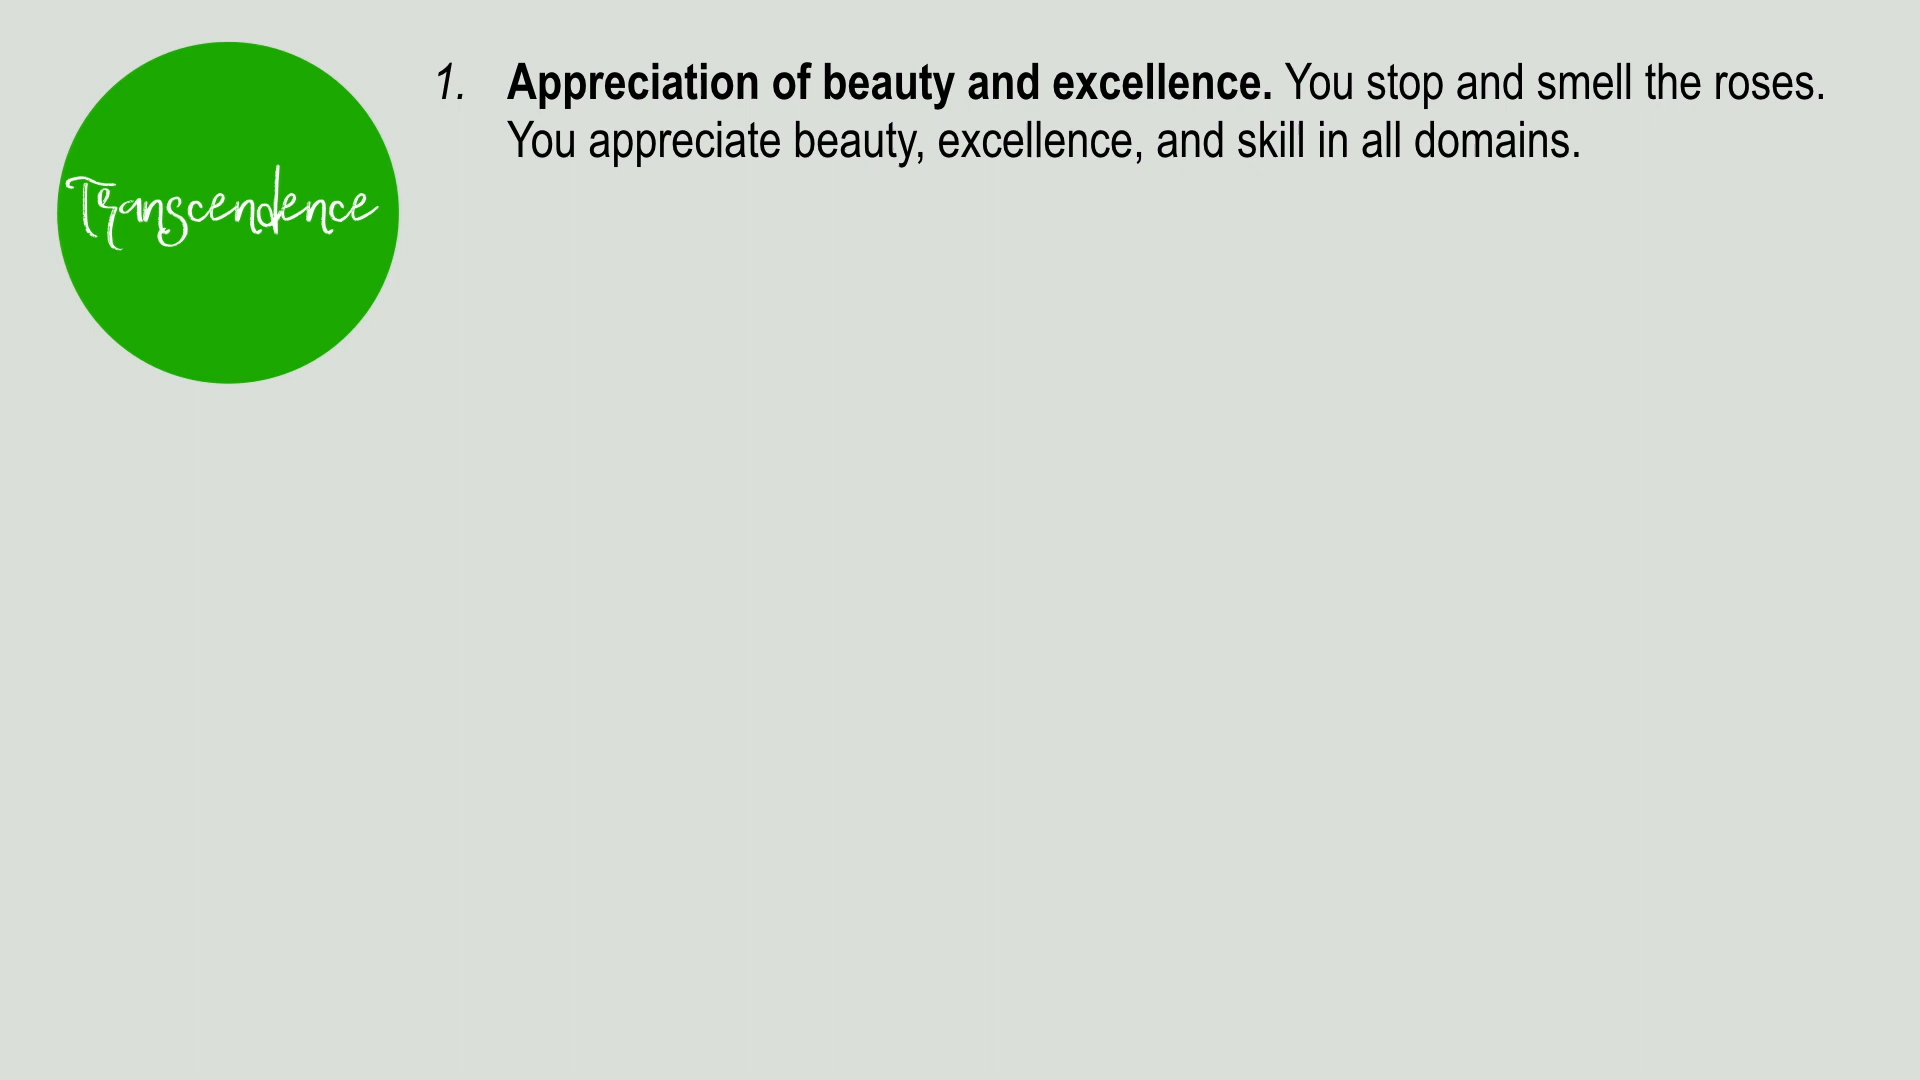 Transcendence
1. Appreciation of beauty and excellence. You stop and smell the roses.
You appreciate beauty, excellence, and skill in all domains.